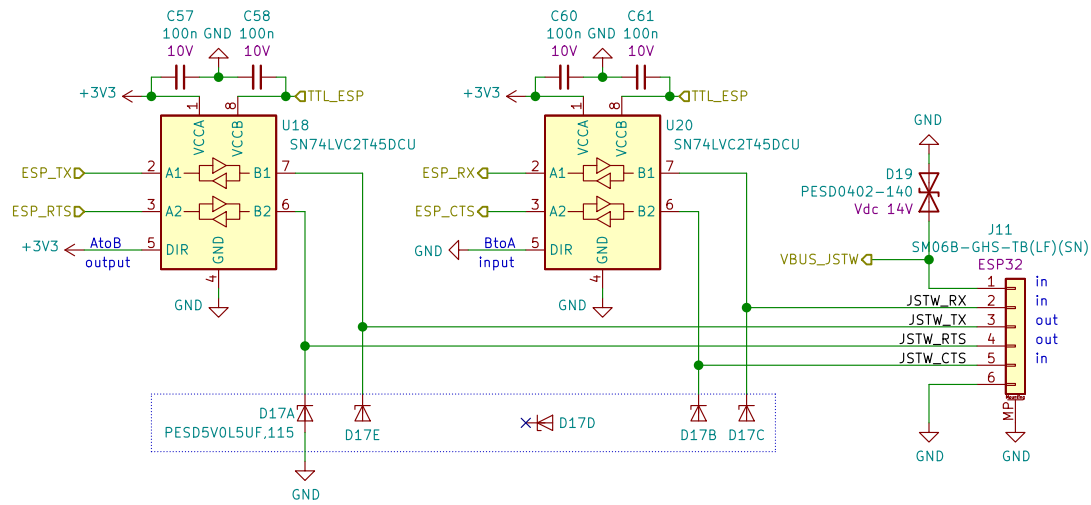 C57
100n
10V
GND
C58
100n
10V
+3V3
TTL_ESP
1
8
VCCA
VCCB
U18
SN74LVC2T45DCU
ESP_TX
2
A1
B1
7
ESP_RTS
3
A2
B2
6
+3V3
AtoB
output
5
DIR
GND
4
GND
C60
100n
10V
GND
C61
100n
10V
+3V3
TTL_ESP
1
8
VCCA
VCCB
U20
SN74LVC2T45DCU
ESP_RX
2
A1
B1
7
ESP_CTS
3
A2
B2
6
GND
BtoA
input
5
DIR
GND
4
GND
GND
D19
PESD0402-140
Vdc 14V
VBUS_JSTW
J11
SM06B-GHS-TB(LF)(SN)
ESP32
1
in
JSTW_RX
2
in
JSTW_TX
3
out
JSTW_RTS
4
out
JSTW_CTS
5
in
6
MP
GND
GND
D17A
PESD5V0L5UF,115
D17E
D17D
D17B
D17C
GND